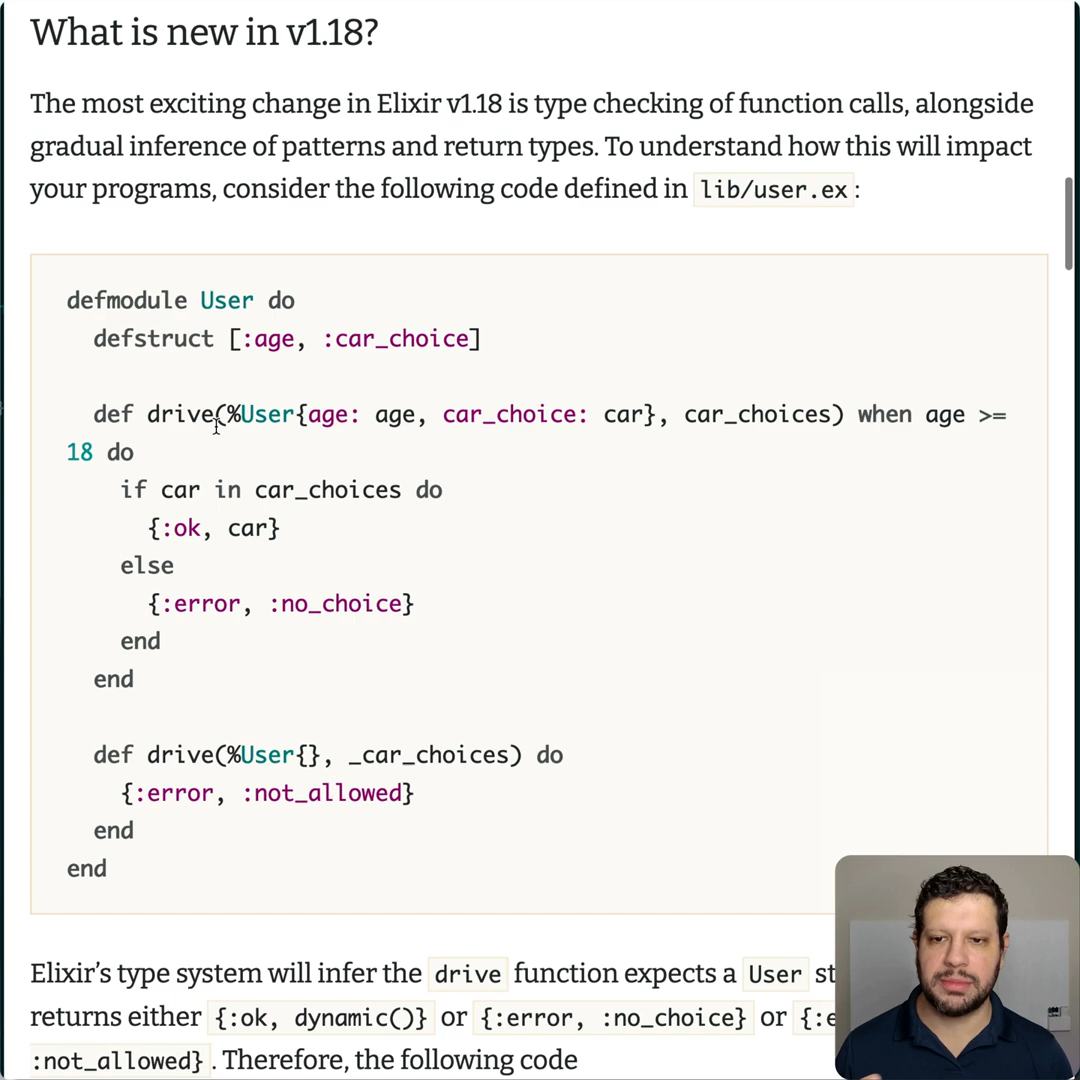 What is new in v1.18?
The most exciting change in Elixir v1.18 is type checking of function calls, alongside
gradual inference of patterns and return types. To understand how this will impact
your programs, consider the following code defined in lib/user.ex:
defmodule User do
defstruct [:age, :car_choice]
def drive(%User{age: age, car_choice: car}, car_choices) when age >=
18 do
if car in car_choices do
{:ok, car}
else
{:error, :no_choice}
end
end
def drive(%User{}, _car_choices) do
{:error, :not_allowed}
end
end
Elixir’s type system will infer the drive function expects a User
returns either {:ok, dynamic()} or {:error, :no_choice} or
:not_allowed}. Therefore, the following code